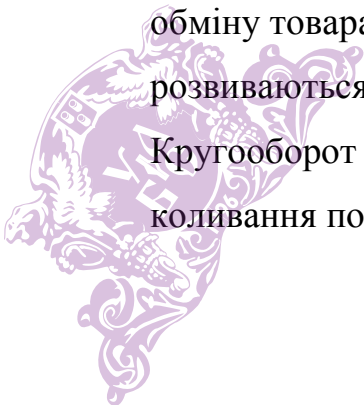 обміну товара
розвиваються
Кругооборот
коливання по